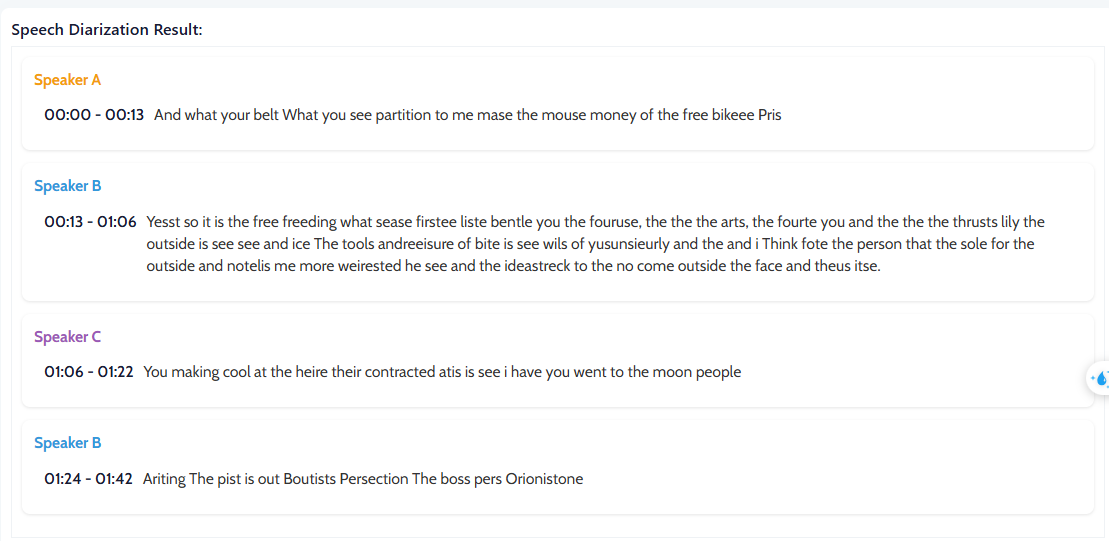 Speech Diarization Result:
Speaker A
00:00 - 00:13 And what your belt What you see partition to me mase the mouse money of the free bikeee Pris
Speaker B
00:13 - 01:06 Yesst so it is the free freeding what sease firstee liste bentle you the fouruse, the the the arts, the fourte you and the the the thrusts lily the
outside is see see and ice The tools andreeisure of bite is see wils of yusunsieurly and the and i Think fote the person that the sole for the
outside and notelis me more weirested he see and the ideastreck to the no come outside the face and theus itse.
Speaker C
01:06 - 01:22 You making cool at the heire their contracted atis is see i have you went to the moon people
Speaker B
01:24 - 01:42 Ariting The pist is out Boutists Persection The boss pers Orionistone